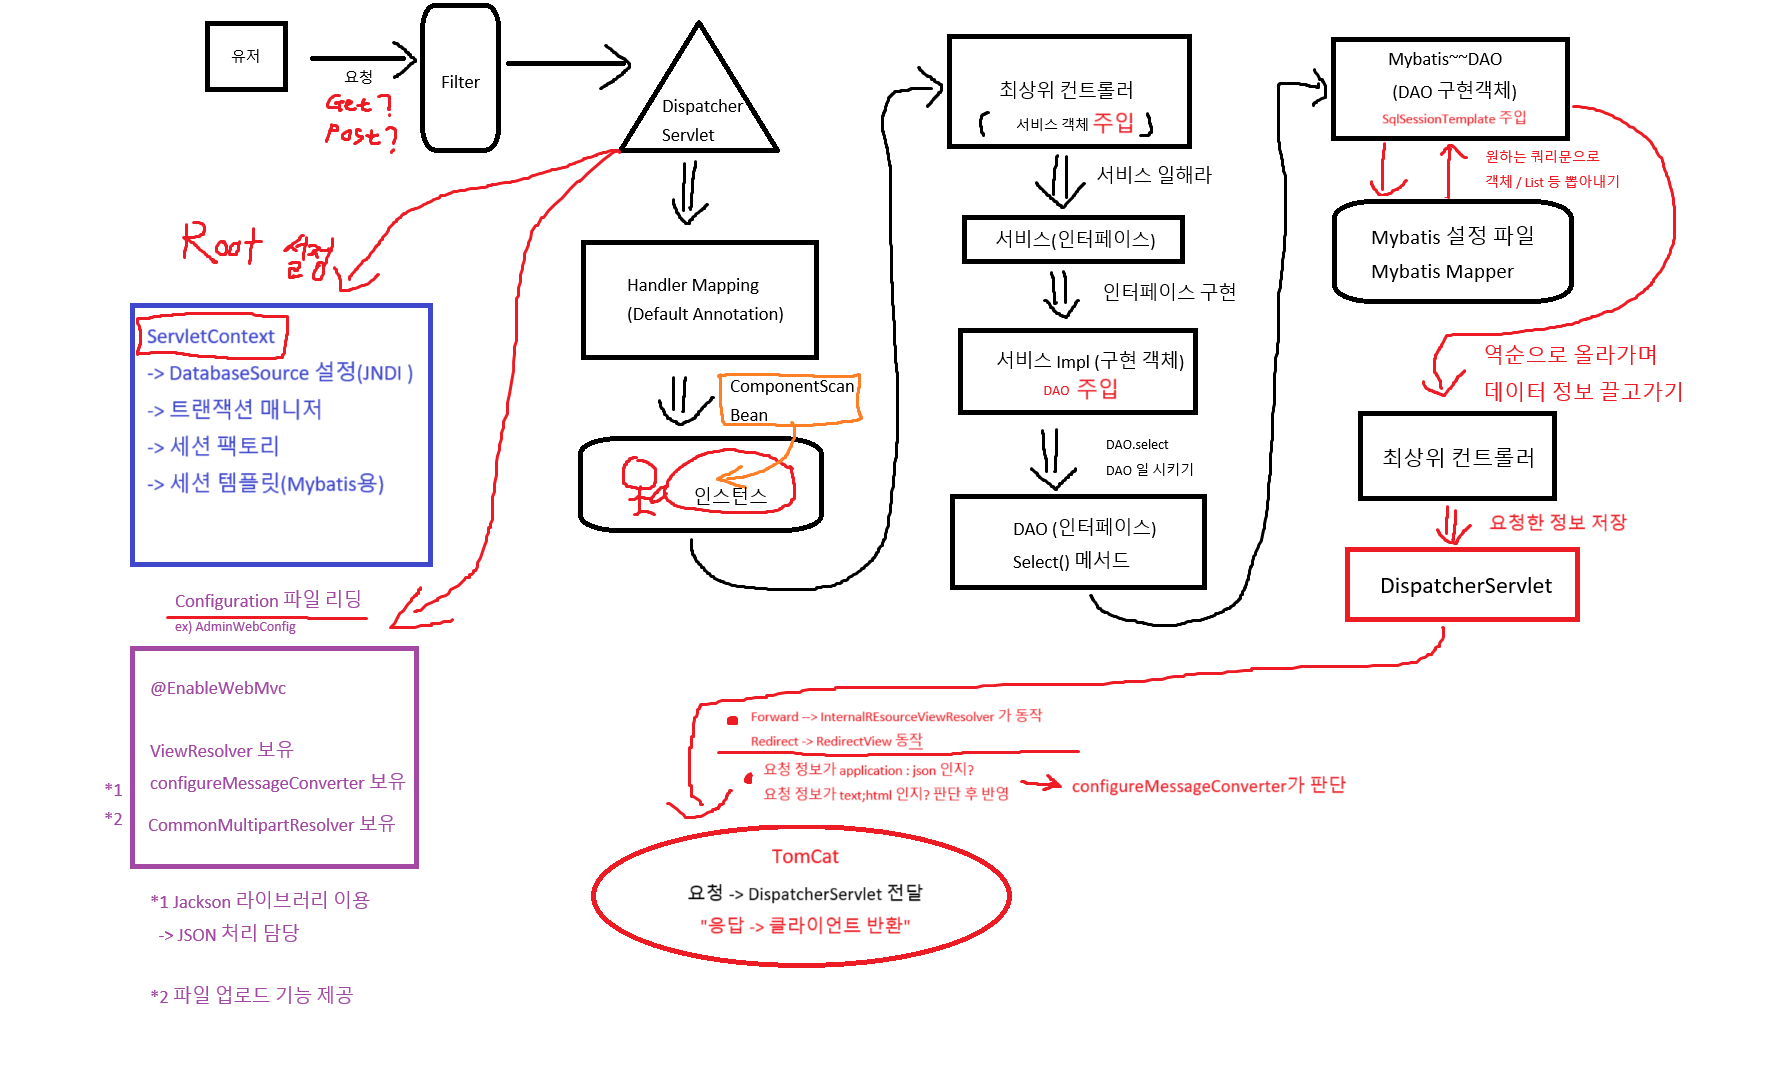 유저
요청
Get?
Post?
Filter
Dispatcher
Servlet
Root 설정
ServletContext
-> DatabaseSource 설정(JNDI )
-> 트랜잭션 매니저
-> 세션 팩토리
-> 세션 템플릿(Mybatis용)
Configuration 파일 리딩
ex) AdminWebConfig
@EnableWebMvc
ViewResolver 보유
*1
configureMessageConverter 보유
*2
CommonMultipartResolver 보유
*1 Jackson 라이브러리 이용
-> JSON 처리 담당
*2 파일 업로드 기능 제공
Handler Mapping
(Default Annotation)
ComponentScan
Bean
인스턴스
최상위 컨트롤러
( 서비스 객체 주입 )
서비스 일해라
서비스(인터페이스)
인터페이스 구현
서비스 Impl (구현 객체)
DAO 주입
DAO.select
DAO 일 시키기
DAO (인터페이스)
Select() 메서드
Mybatis~~DAO
(DAO 구현객체)
SqlSessionTemplate 주입
원하는 쿼리문으로
객체 / List 등 뽑아내기
Mybatis 설정 파일
Mybatis Mapper
역순으로 올라가며
데이터 정보 끌고가기
최상위 컨트롤러
요청한 정보 저장
DispatcherServlet
Forward --> InternalREsourceViewResolver 가 동작
Redirect -> RedirectView 동작
요청 정보가 application : json 인지?
요청 정보가 text;html 인지? 판단 후 반영
configureMessageConverter가 판단
TomCat
요청 -> DispatcherServlet 전달
"응답 -> 클라이언트 반환"